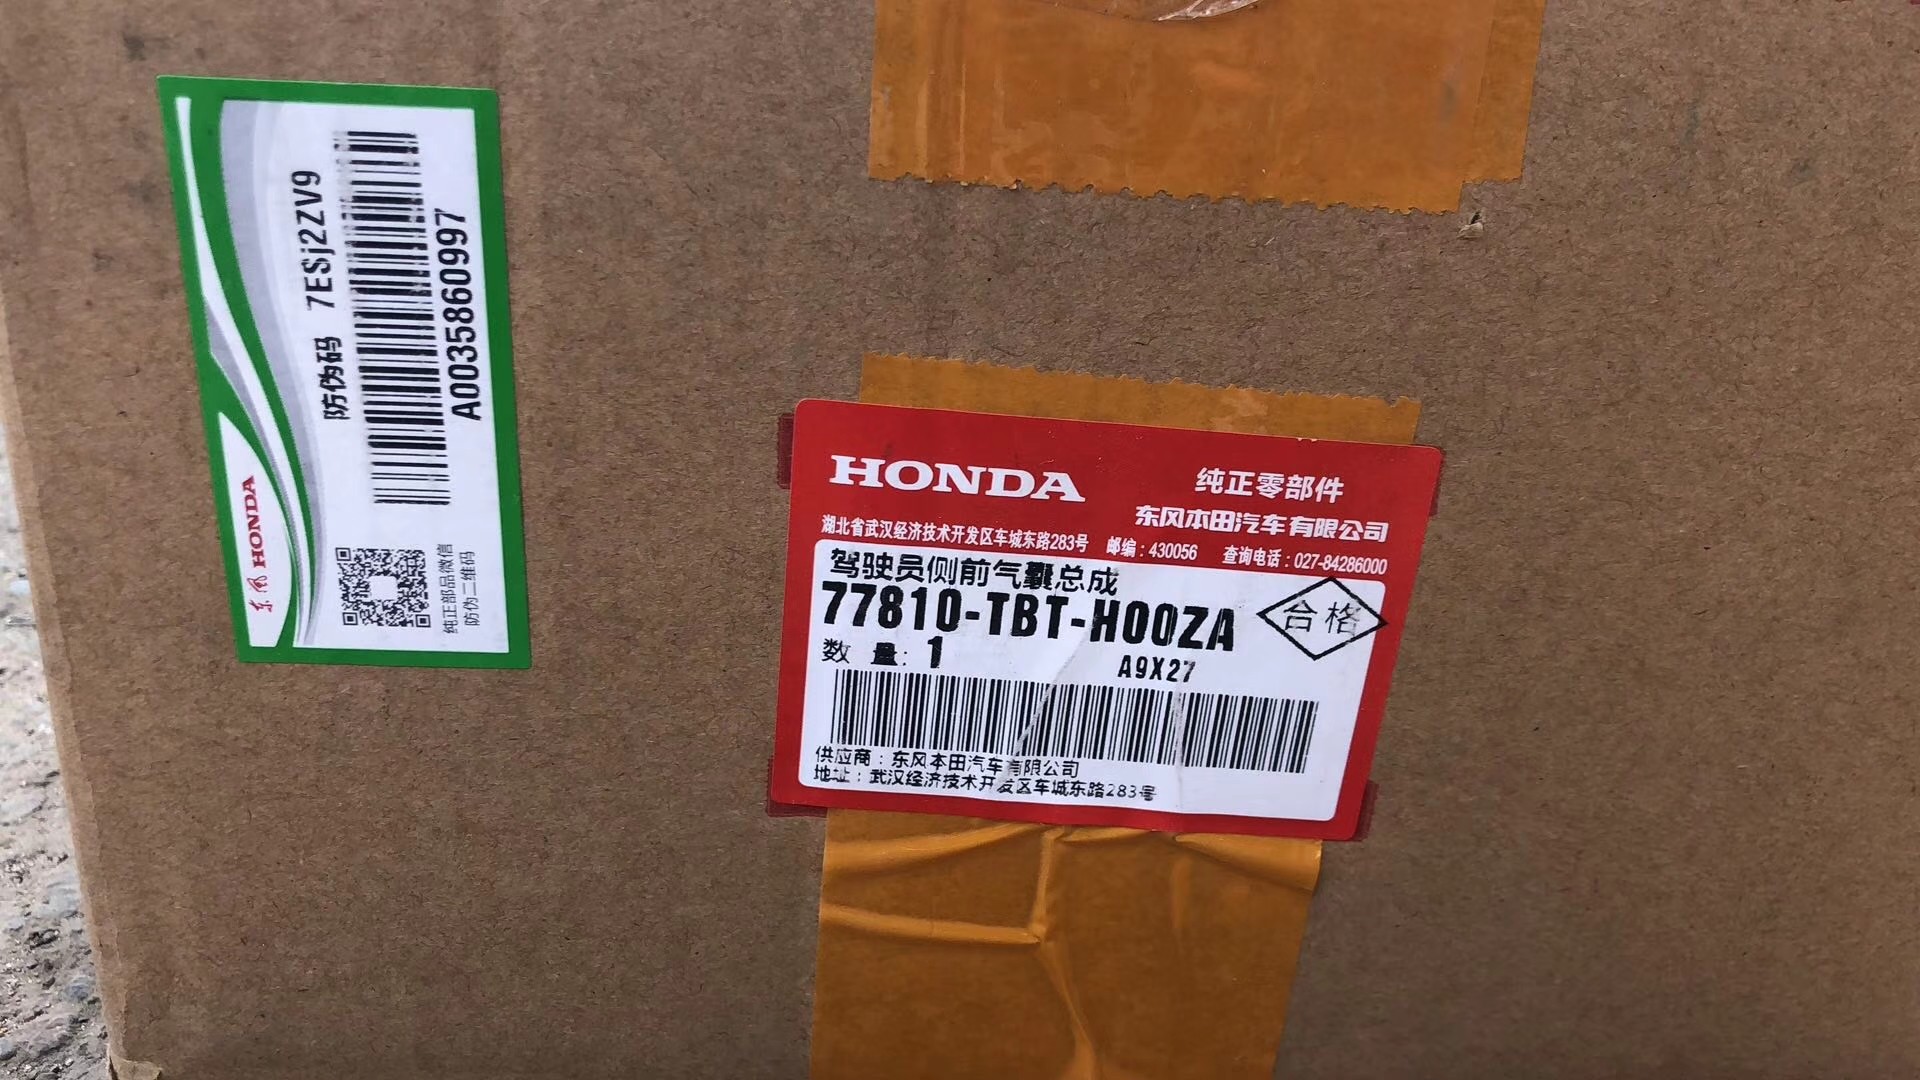 防伪码 7ESj2ZV9
A0035860997
东风 HONDA
纯正部品微信
防伪二维码
HONDA
纯正零部件
东风本田汽车有限公司
湖北省武汉经济技术开发区车城东路283号 邮编：430056 查询电话：027-84286000
驾驶员侧前气囊总成
77810-TBT-H00ZA
合格
数 量：1
A9X27
供应商：东风本田汽车有限公司
地址：武汉经济技术开发区车城东路283号